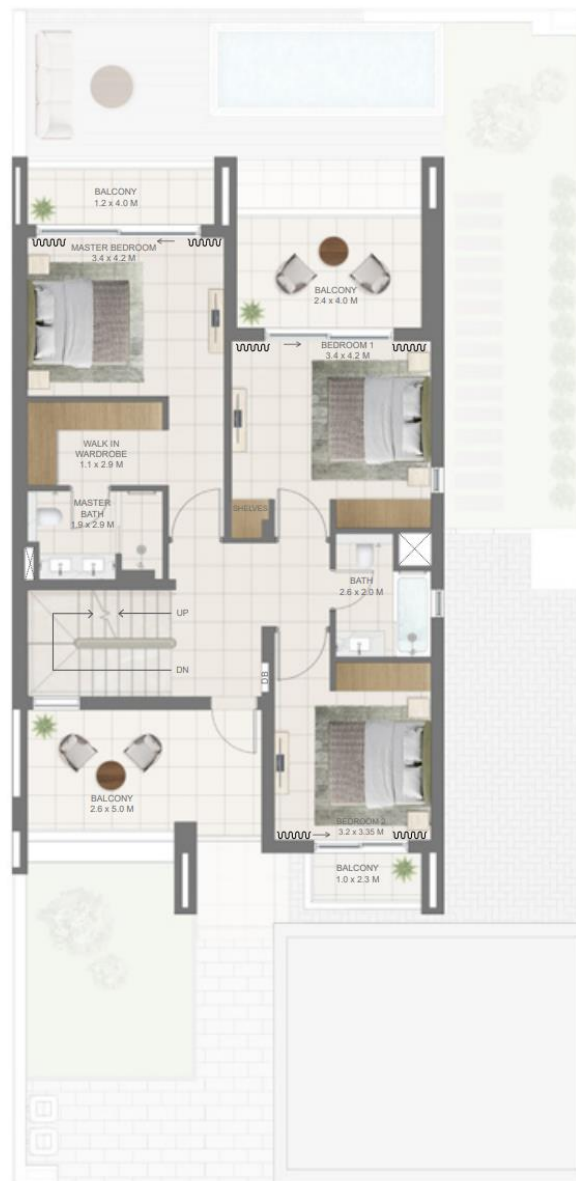 BALCONY
1.2 x 4.0 M
MASTER BEDROOM
3.4 x 4.2 M
BALCONY
2.4 x 4.0 M
BEDROOM 1
3.4 x 4.2 M
WALK IN
WARDROBE
1.1 x 2.9 M
MASTER
BATH
1.9 x 2.9 M
SHELVES
BATH
2.6 x 2.0 M
UP
DN
DB
BALCONY
2.6 x 5.0 M
BEDROOM 2
3.2 x 3.35 M
BALCONY
1.0 x 2.3 M